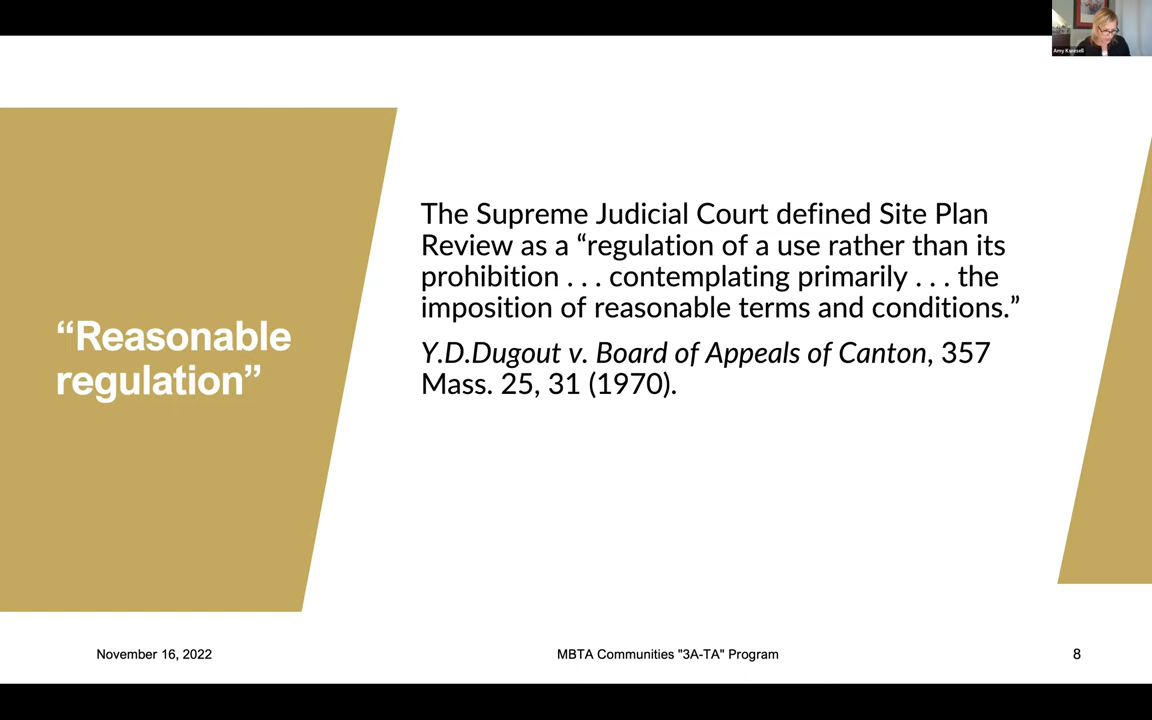 Amy Kwesell
“Reasonable
regulation”
The Supreme Judicial Court defined Site Plan
Review as a “regulation of a use rather than its
prohibition . . . contemplating primarily . . . the
imposition of reasonable terms and conditions.”
Y.D.Dugout v. Board of Appeals of Canton, 357
Mass. 25, 31 (1970).
November 16, 2022
MBTA Communities "3A-TA" Program
8